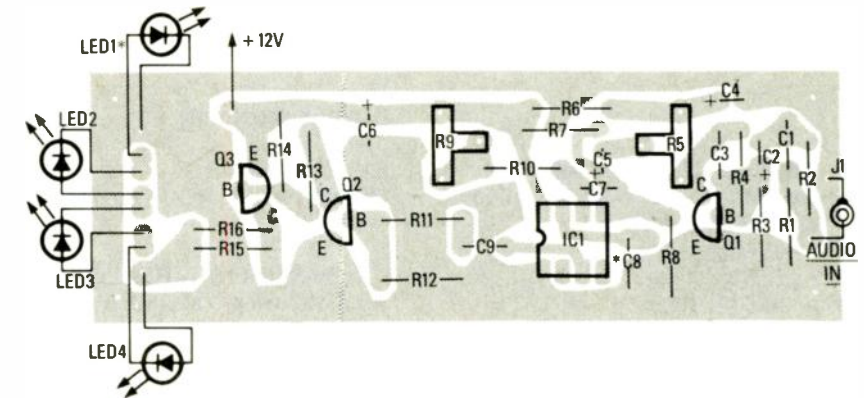 LED1*
+ 12V
LED2
LED3
LED4
Q3
E
B
R14
R13
C
Q2
B
E
C6
+
R16
R15
R9
R11
R12
R10
C9
R6
R7
C5
+
C7
IC1
*C8
R8
R5
+
C4
C3
R4
C2
+
C1
R2
C
B
E
Q1
R3
R1
J1
AUDIO
IN